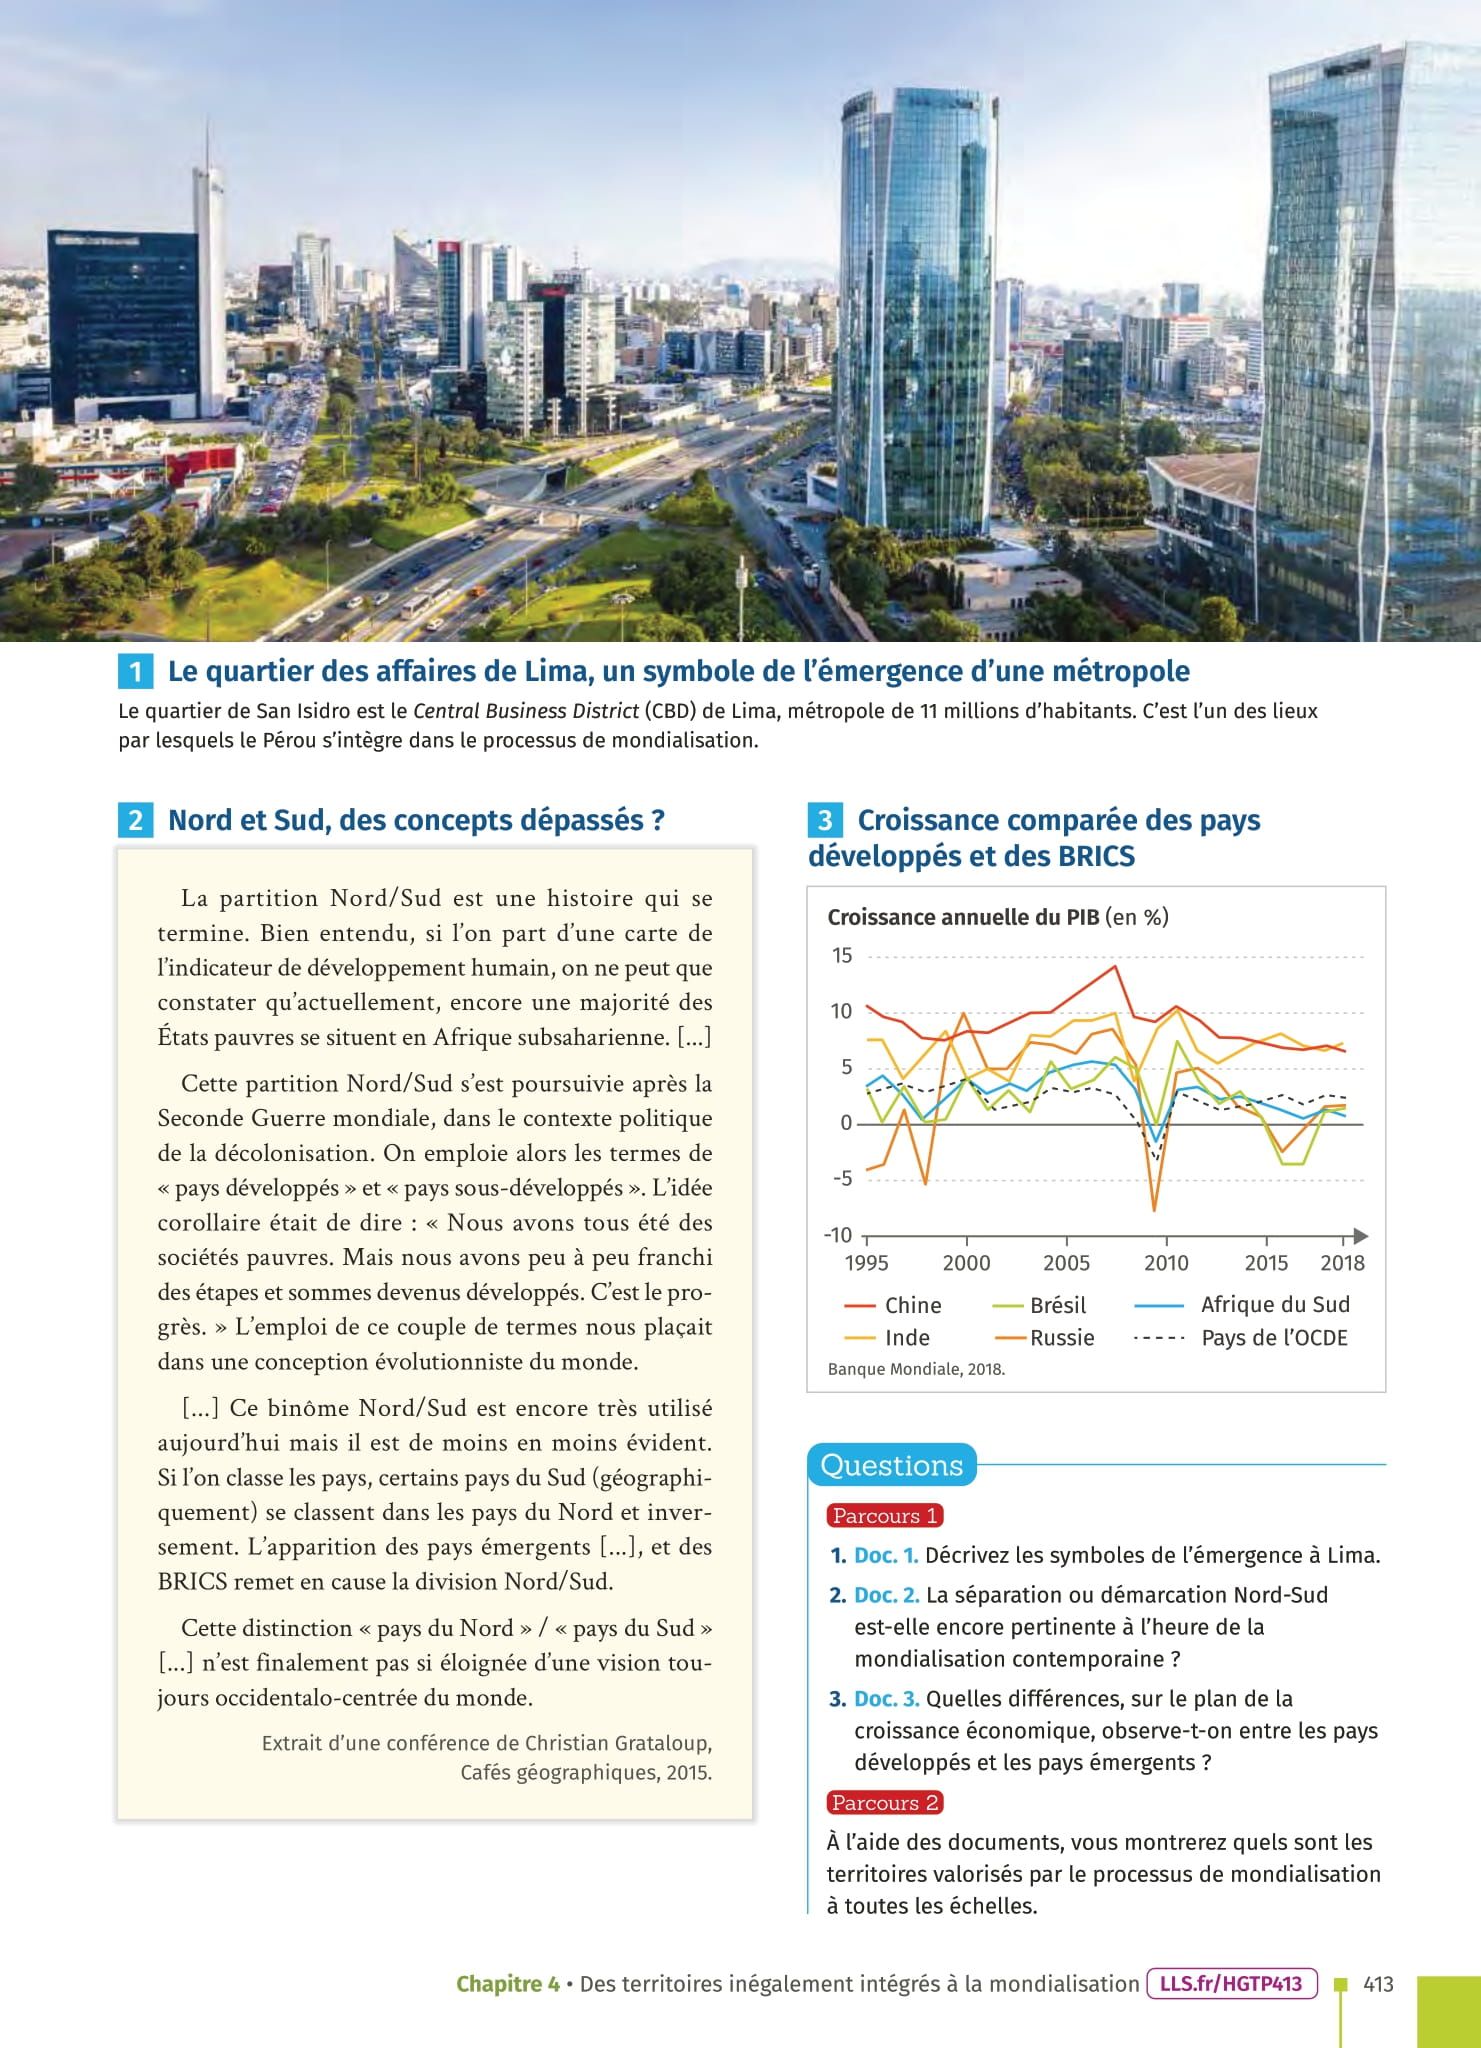 1 Le quartier des affaires de Lima, un symbole de l’émergence d’une métropole
Le quartier de San Isidro est le Central Business District (CBD) de Lima, métropole de 11 millions d’habitants. C’est l’un des lieux
par lesquels le Pérou s’intègre dans le processus de mondialisation.
2 Nord et Sud, des concepts dépassés ?
La partition Nord/Sud est une histoire qui se
termine. Bien entendu, si l’on part d’une carte de
l’indicateur de développement humain, on ne peut que
constater qu’actuellement, encore une majorité des
États pauvres se situent en Afrique subsaharienne. [...]
Cette partition Nord/Sud s’est poursuivie après la
Seconde Guerre mondiale, dans le contexte politique
de la décolonisation. On emploie alors les termes de
« pays développés » et « pays sous-développés ». L’idée
corollaire était de dire : « Nous avons tous été des
sociétés pauvres. Mais nous avons peu à peu franchi
des étapes et sommes devenus développés. C’est le pro-
grès. » L’emploi de ce couple de termes nous plaçait
dans une conception évolutionniste du monde.
[...] Ce binôme Nord/Sud est encore très utilisé
aujourd’hui mais il est de moins en moins évident.
Si l’on classe les pays, certains pays du Sud (géographi-
quement) se classent dans les pays du Nord et inver-
sement. L’apparition des pays émergents [...], et des
BRICS remet en cause la division Nord/Sud.
Cette distinction « pays du Nord » / « pays du Sud »
[...] n’est finalement pas si éloignée d’une vision tou-
jours occidentalo-centrée du monde.
Extrait d’une conférence de Christian Grataloup,
Cafés géographiques, 2015.
3 Croissance comparée des pays
développés et des BRICS
Croissance annuelle du PIB (en %)
15
10
5
0
-5
-10
1995 2000 2005 2010 2015 2018
Chine Brésil Afrique du Sud
Inde Russie Pays de l’OCDE
Banque Mondiale, 2018.
Questions
Parcours 1
1. Doc. 1. Décrivez les symboles de l’émergence à Lima.
2. Doc. 2. La séparation ou démarcation Nord-Sud
est-elle encore pertinente à l’heure de la
mondialisation contemporaine ?
3. Doc. 3. Quelles différences, sur le plan de la
croissance économique, observe-t-on entre les pays
développés et les pays émergents ?
Parcours 2
À l’aide des documents, vous montrerez quels sont les
territoires valorisés par le processus de mondialisation
à toutes les échelles.
Chapitre 4 • Des territoires inégalement intégrés à la mondialisation LLS.fr/HGTP413 413